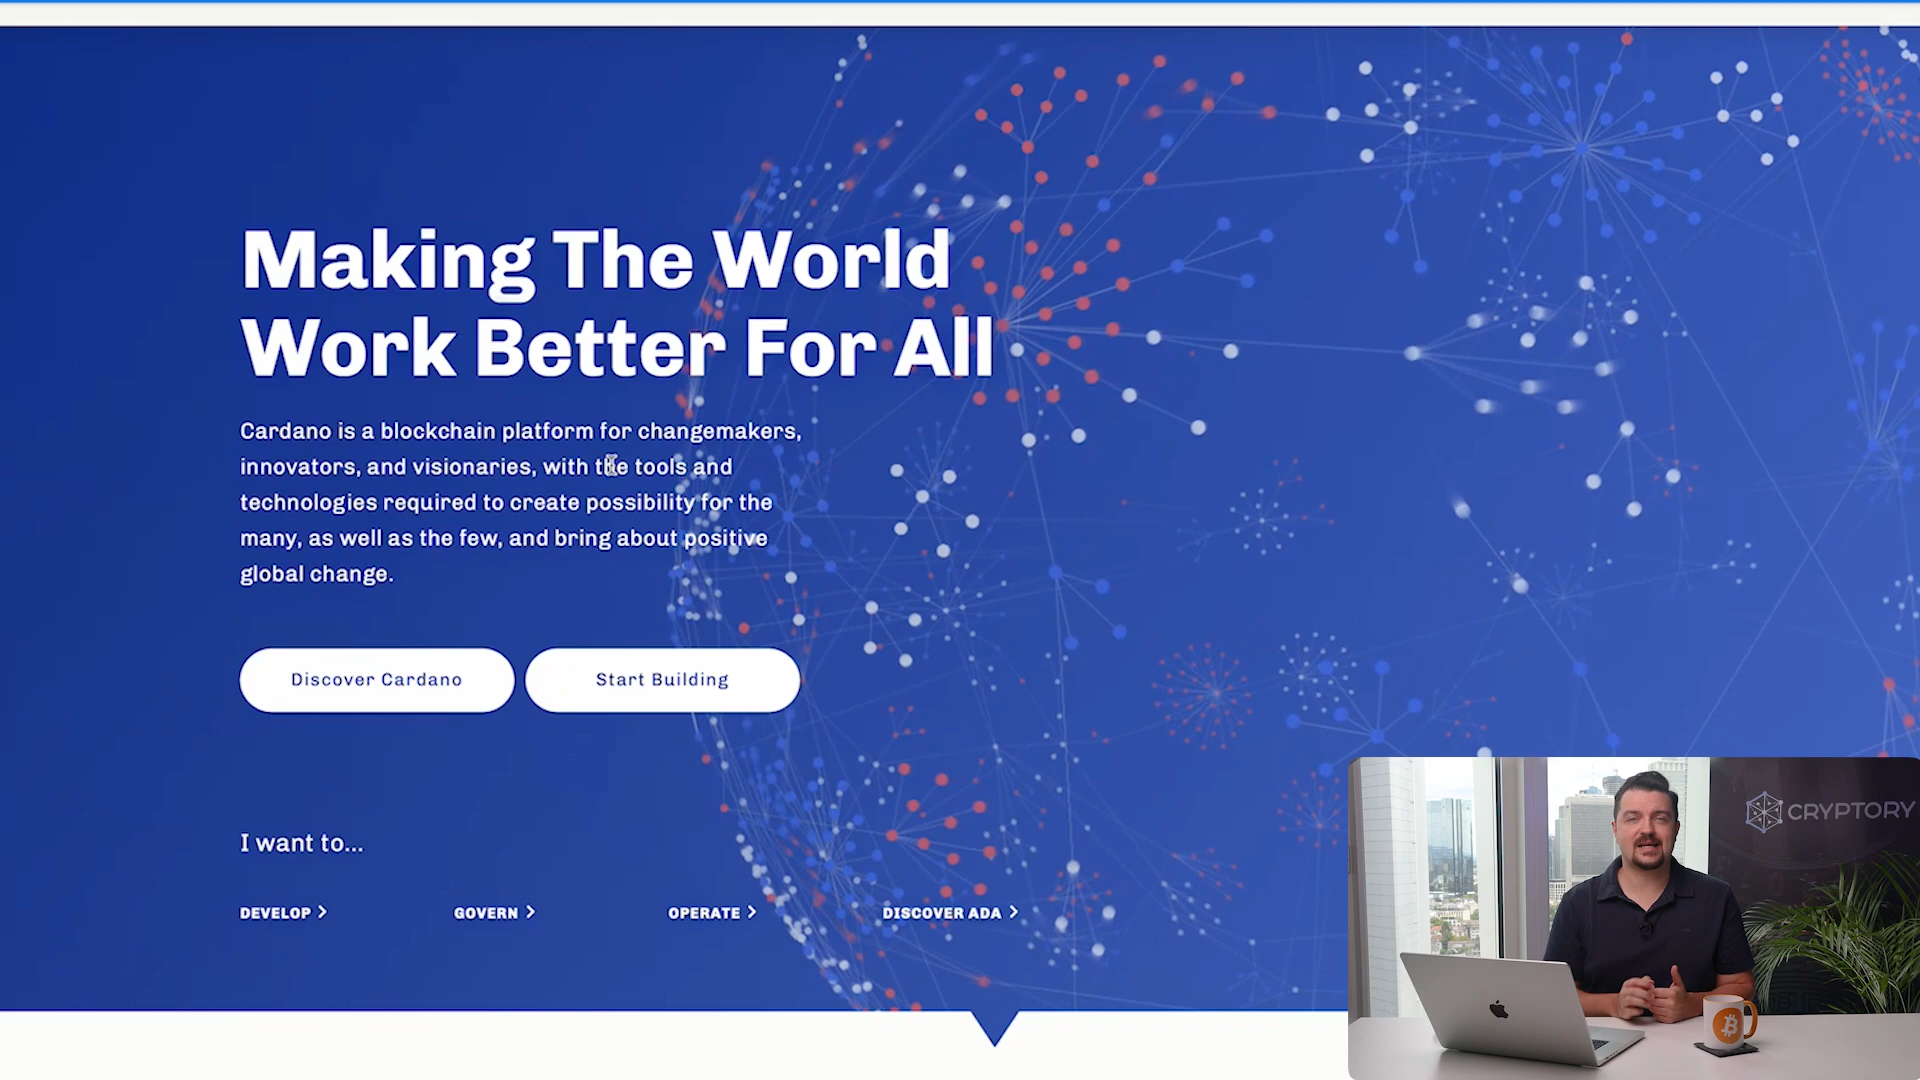 Making The World
Work Better For All
Cardano is a blockchain platform for changemakers,
innovators, and visionaries, with the tools and
technologies required to create possibility for the
many, as well as the few, and bring about positive
global change.
Discover Cardano
Start Building
I want to...
DEVELOP
GOVERN
OPERATE
DISCOVER ADA
CRYPTORY